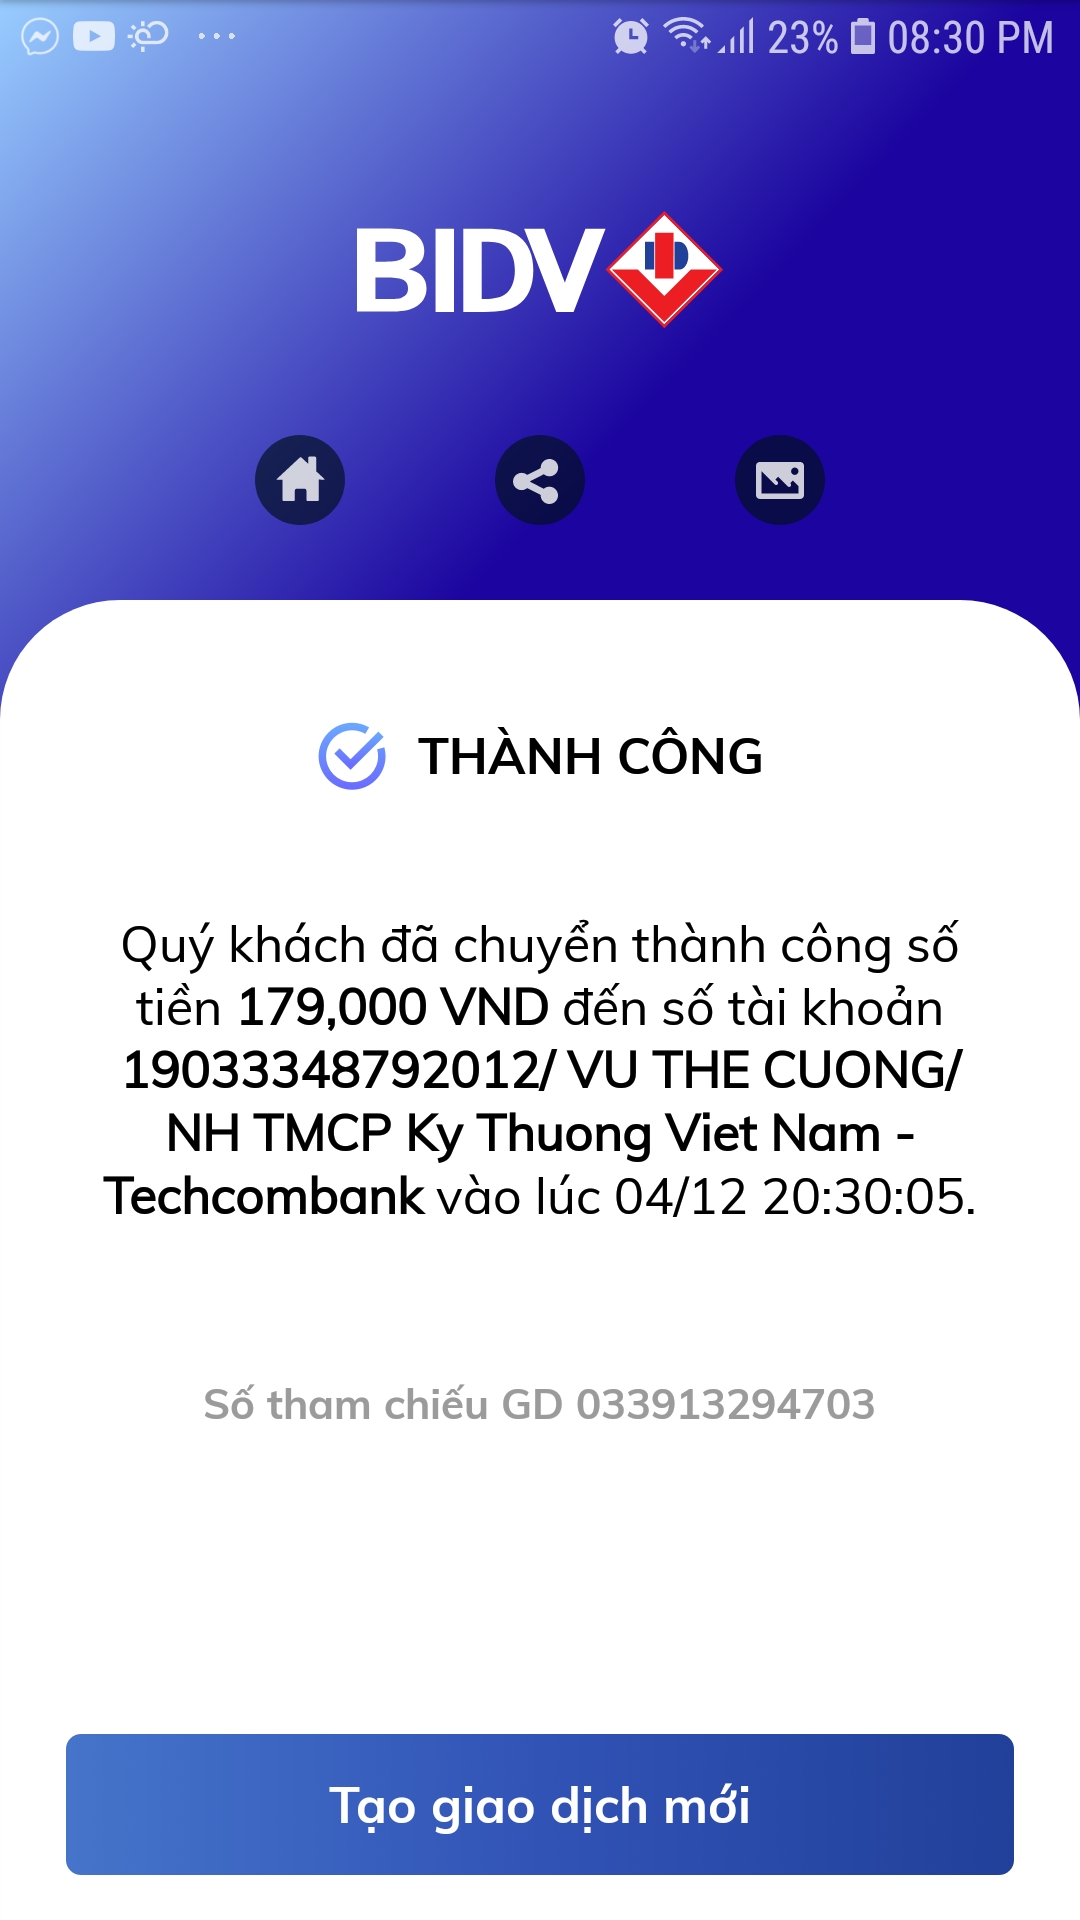 23% 08:30 PM
BIDV
THÀNH CÔNG
Quý khách đã chuyển thành công số
tiền 179,000 VND đến số tài khoản
19033348792012/ VU THE CUONG/
NH TMCP Ky Thuong Viet Nam -
Techcombank vào lúc 04/12 20:30:05.
Số tham chiếu GD 033913294703
Tạo giao dịch mới